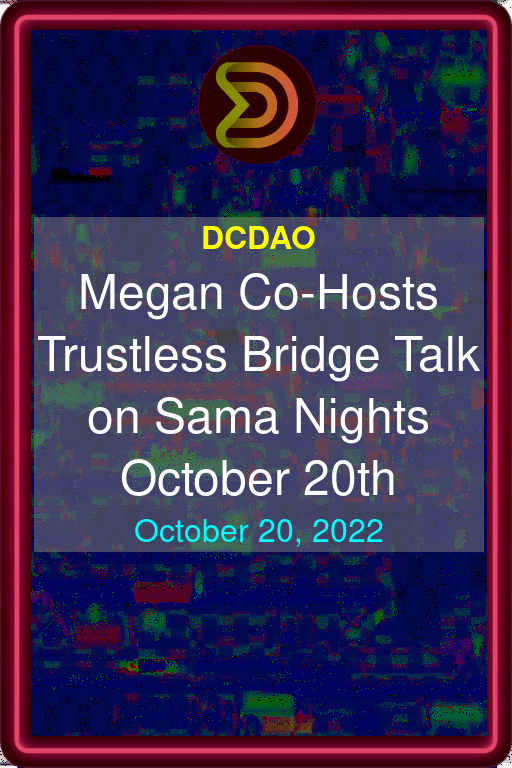 DCDAO
Megan Co-Hosts
Trustless Bridge Talk
on Sama Nights
October 20th
October 20, 2022